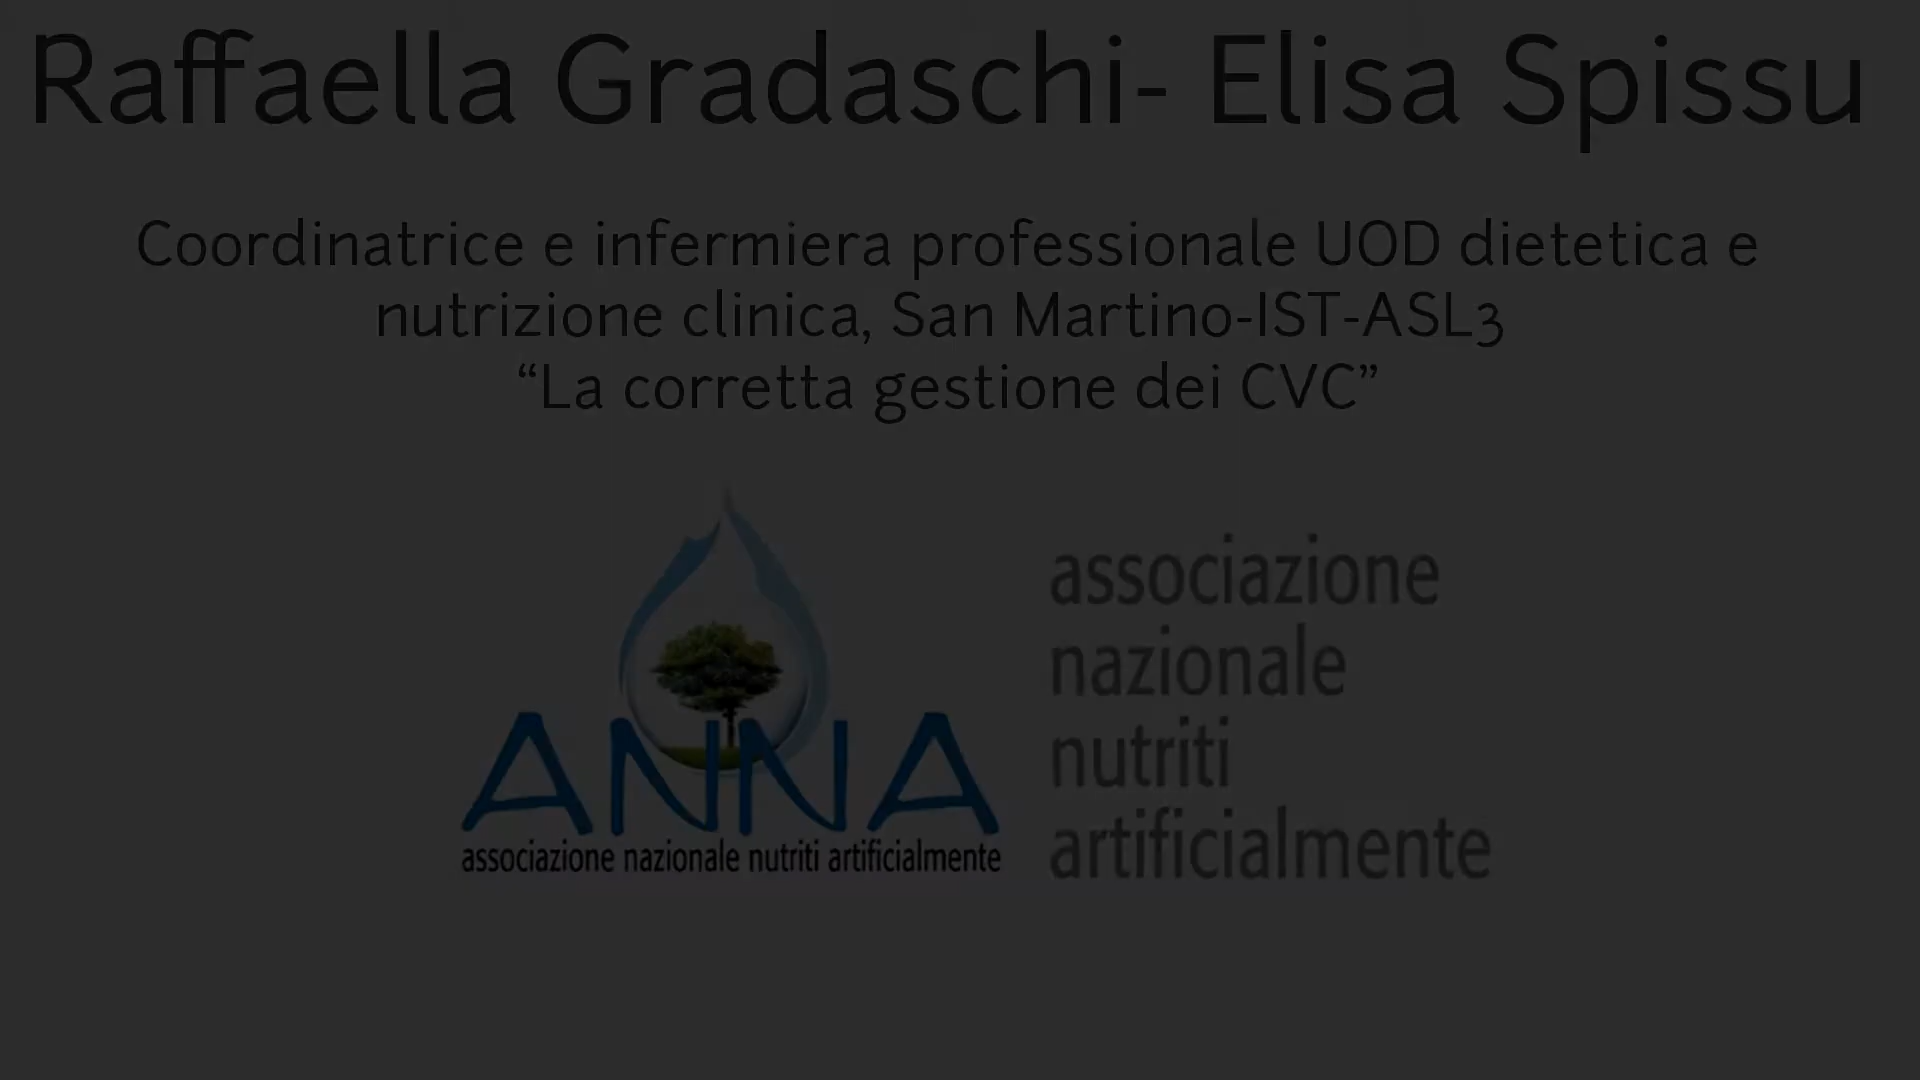 Raffaella Gradaschi- Elisa Spissu
Coordinatrice e infermiera professionale UOD dietetica e
nutrizione clinica, San Martino-IST-ASL3
“La corretta gestione dei CVC”
ANNA
associazione nazionale nutriti artificialmente
associazione
nazionale
nutriti
artificialmente